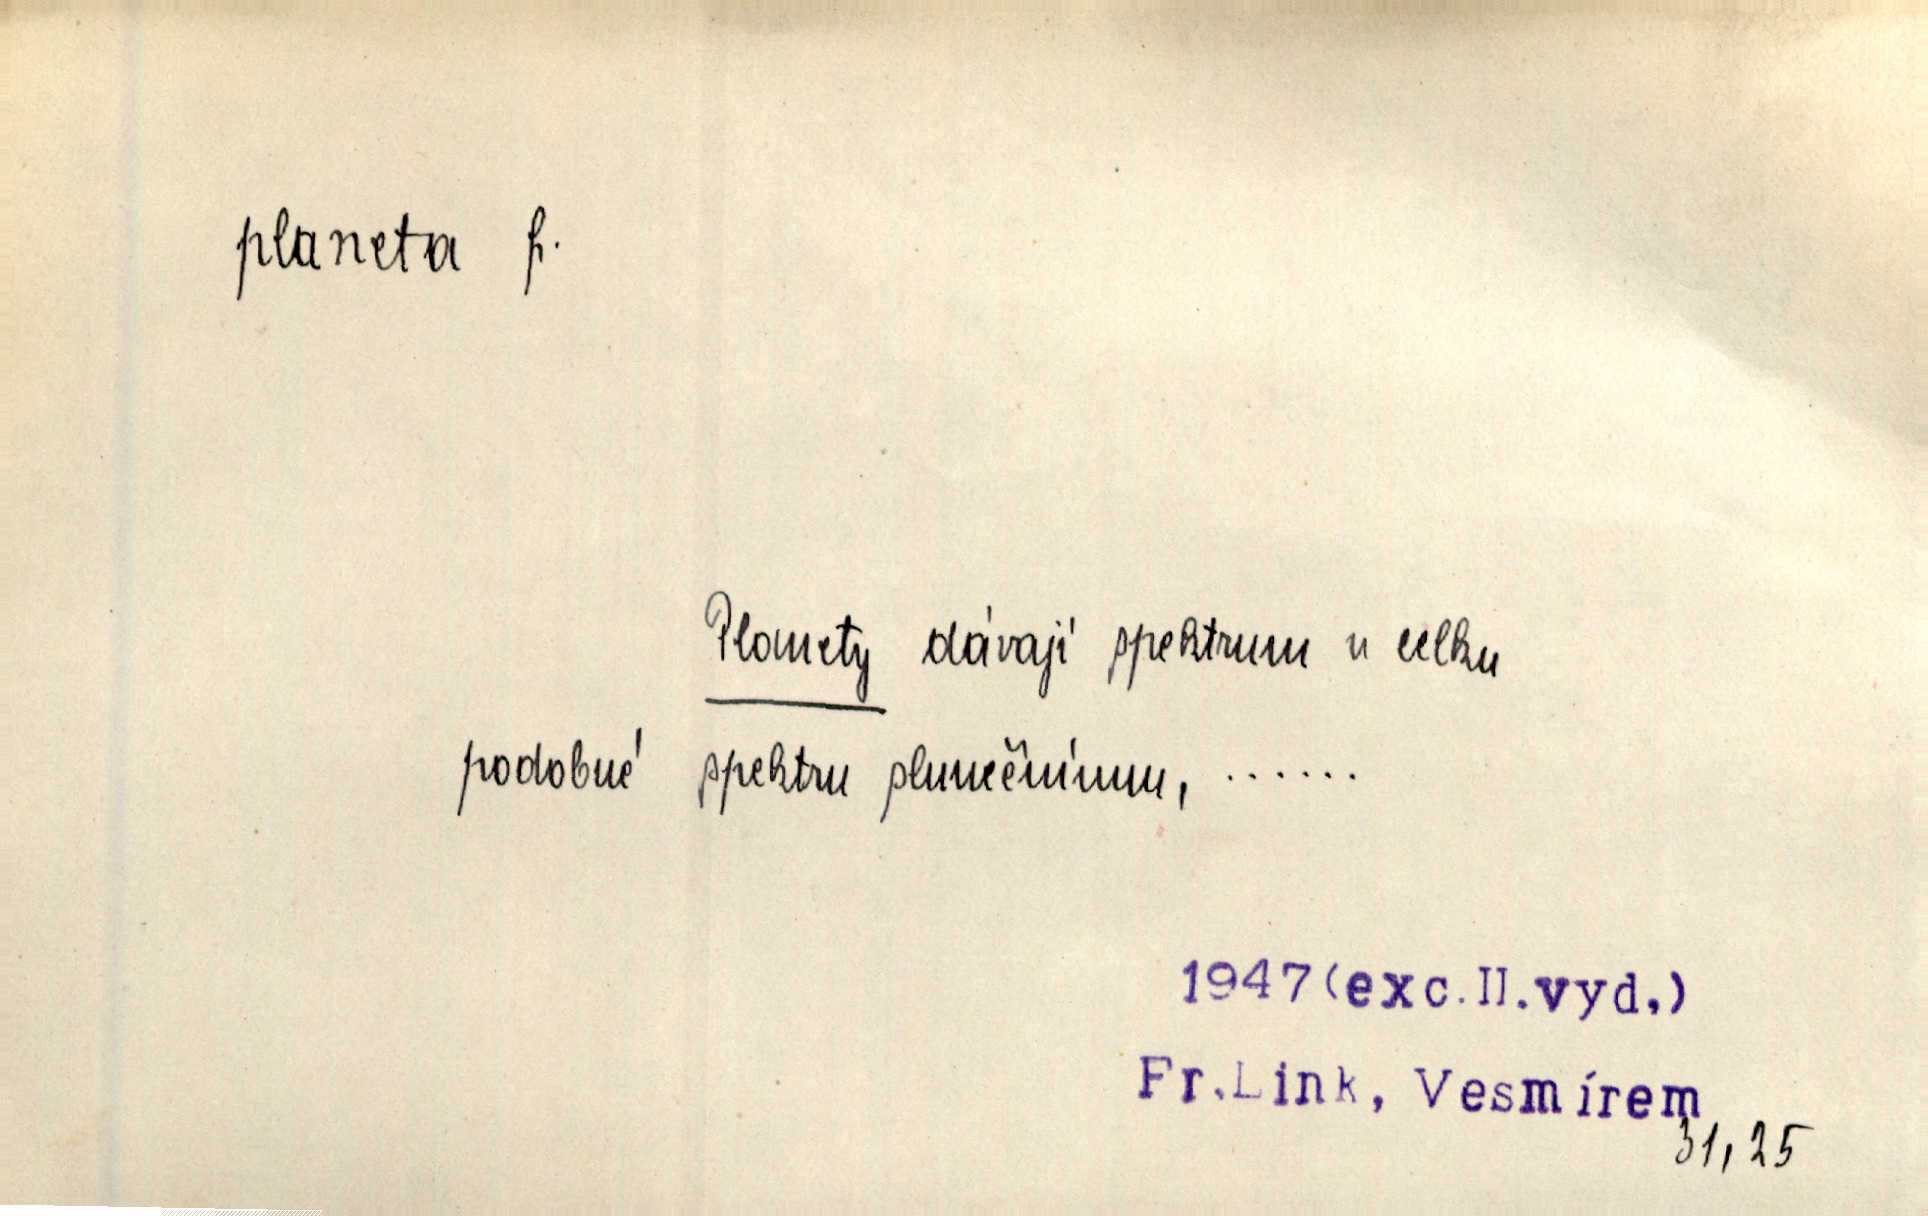 planeta f.
Planety dávají spektrum v celku
podobné spektru slunečnímu, ......
1947(exc.II.vyd.)
Fr.Link, Vesmírem
31,25